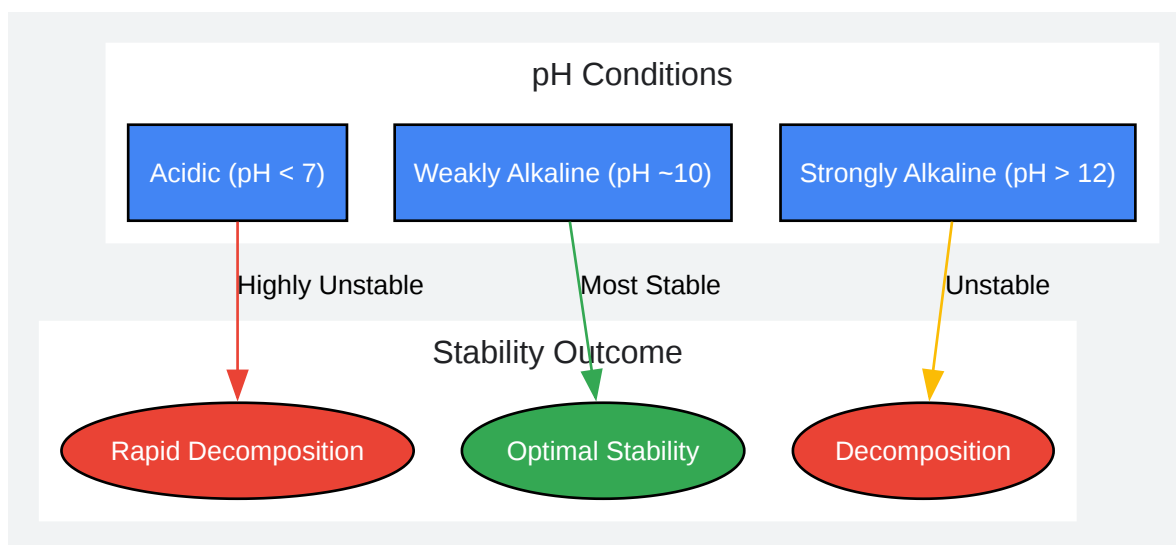 pH Conditions
Acidic (pH < 7)
Weakly Alkaline (pH ~10)
Strongly Alkaline (pH > 12)
Highly Unstable
Most Stable
Unstable
Stability Outcome
Rapid Decomposition
Optimal Stability
Decomposition